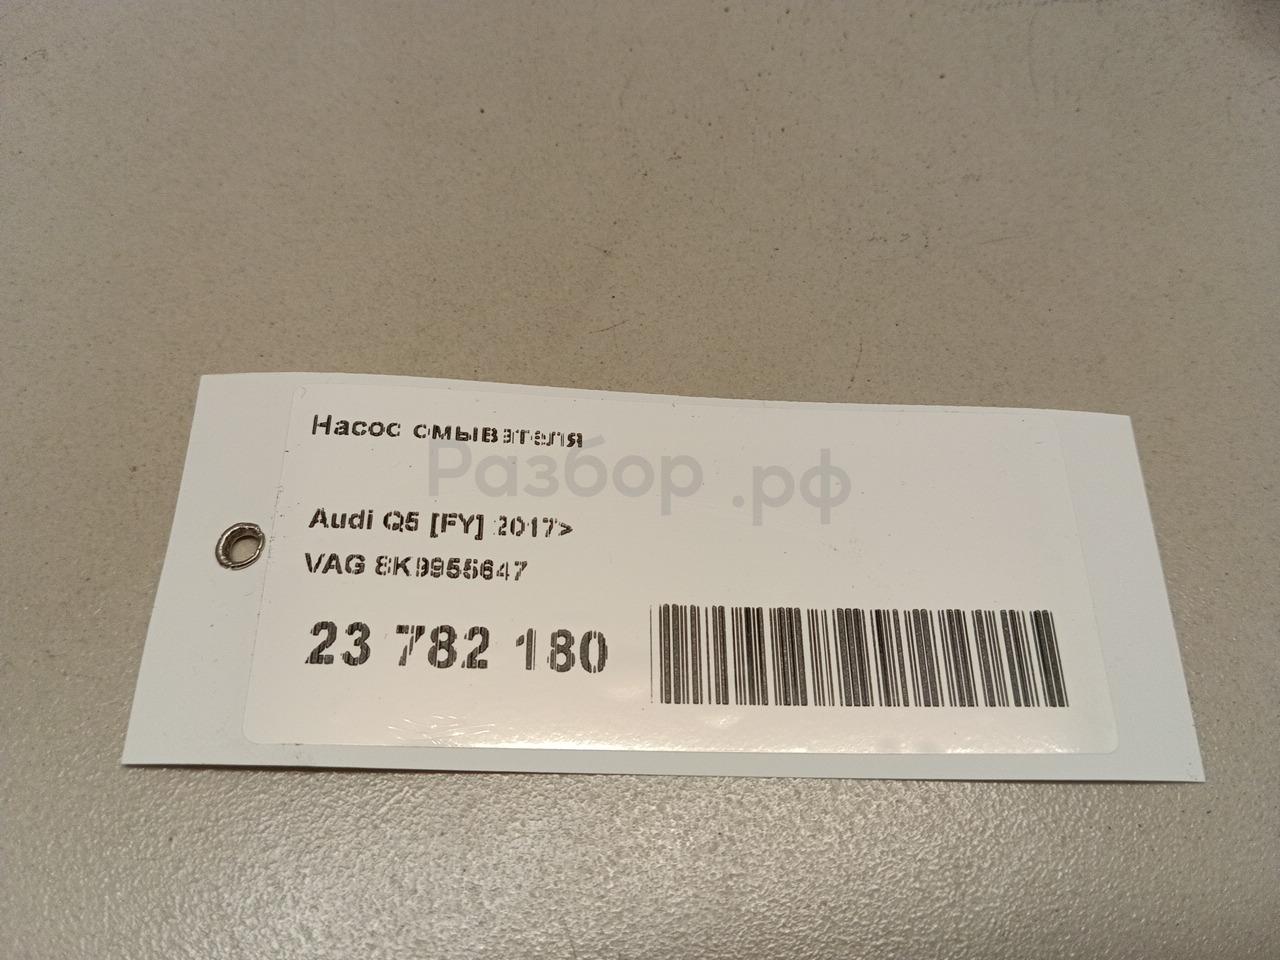 Насос омывателя
Разбор.рф
Audi Q5 [FY] 2017>
VAG 8K9955647
23 782 180